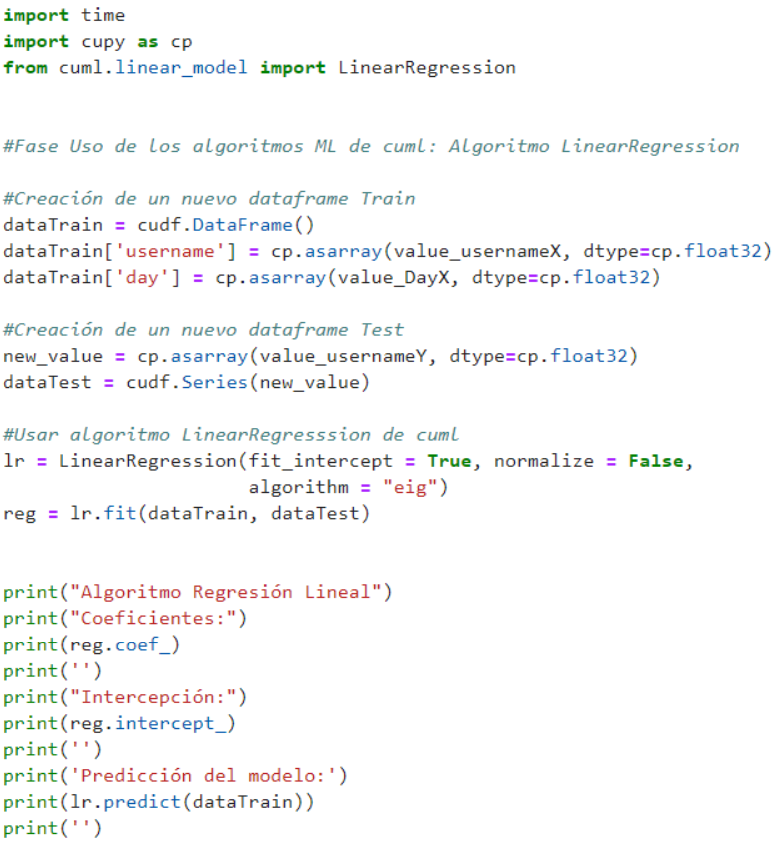 import time
import cupy as cp
from cuml.linear_model import LinearRegression
#Fase Uso de los algoritmos ML de cuml: Algoritmo LinearRegression
#Creación de un nuevo dataframe Train
dataTrain = cudf.DataFrame()
dataTrain['username'] = cp.asarray(value_usernameX, dtype=cp.float32)
dataTrain['day'] = cp.asarray(value_DayX, dtype=cp.float32)
#Creación de un nuevo dataframe Test
new_value = cp.asarray(value_usernameY, dtype=cp.float32)
dataTest = cudf.Series(new_value)
#Usar algoritmo LinearRegresssion de cuml
lr = LinearRegression(fit_intercept = True, normalize = False,
algorithm = "eig")
reg = lr.fit(dataTrain, dataTest)
print("Algoritmo Regresión Lineal")
print("Coeficientes:")
print(reg.coef_)
print('')
print("Intercepción:")
print(reg.intercept_)
print('')
print('Predicción del modelo:')
print(lr.predict(dataTrain))
print('')